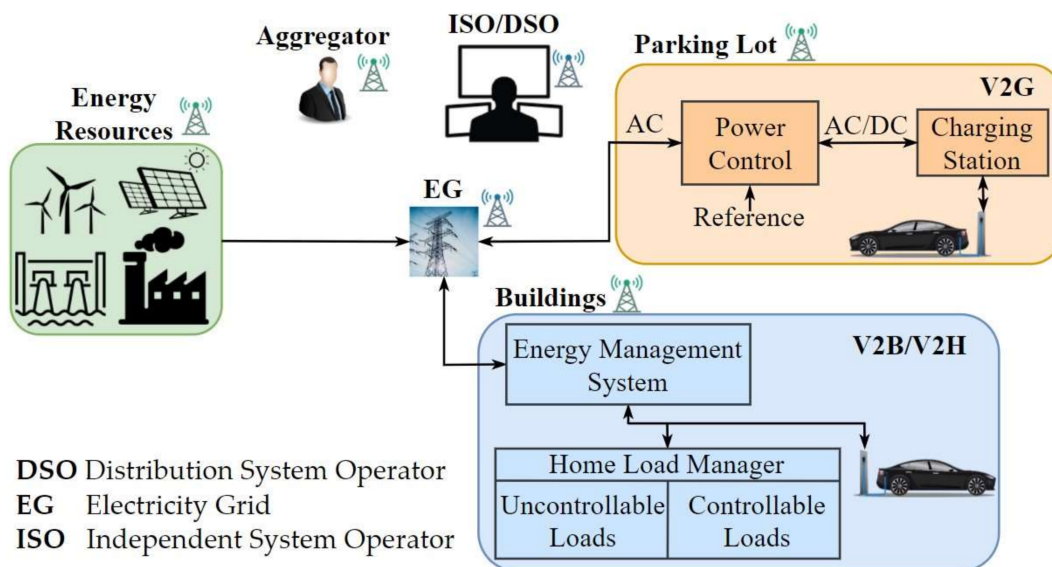 ISO/DSO
Aggregator
Parking Lot
Energy
Resources
V2G
AC
Power
Control
AC/DC
Charging
Station
EG
Reference
Buildings
Energy Management
System
V2B/V2H
Home Load Manager
Uncontrollable
Loads
Controllable
Loads
DSO Distribution System Operator
EG Electricity Grid
ISO Independent System Operator